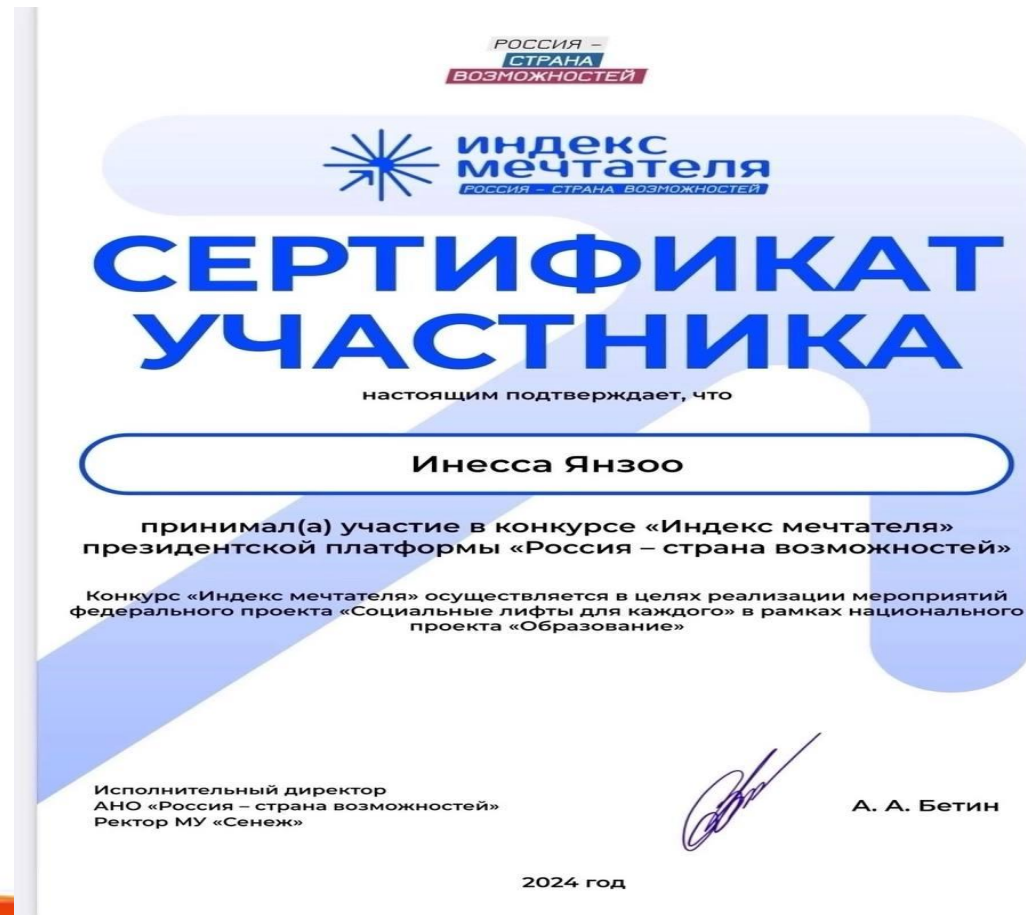 РОССИЯ –
СТРАНА
ВОЗМОЖНОСТЕЙ
индекс
мечтателя
РОССИЯ – СТРАНА ВОЗМОЖНОСТЕЙ
СЕРТИФИКАТ
УЧАСТНИКА
настоящим подтверждает, что
Инесса Янзоо
принимал(а) участие в конкурсе «Индекс мечтателя»
президентской платформы «Россия – страна возможностей»
Конкурс «Индекс мечтателя» осуществляется в целях реализации мероприятий
федерального проекта «Социальные лифты для каждого» в рамках национального
проекта «Образование»
Исполнительный директор
АНО «Россия – страна возможностей»
Ректор МУ «Сенеж»
А. А. Бетин
2024 год